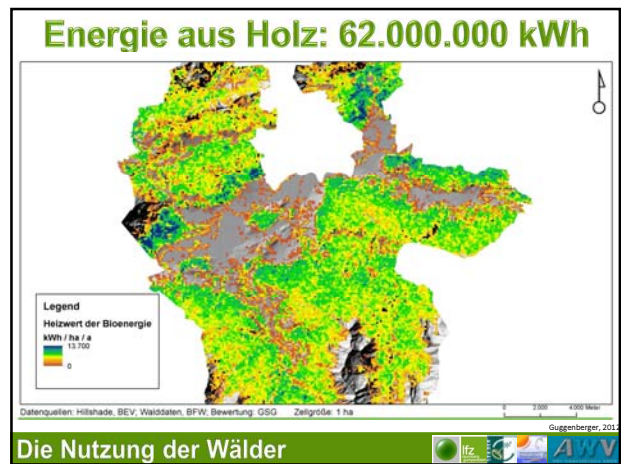 Energie aus Holz: 62.000.000 kWh
Legend
Heizwert der Bioenergie
kWh / ha / a
13.700
0
Datenquellen: Hillshade, BEV; Walddaten, BFW; Bewertung: GSG Zellgröße: 1 ha
0 2.000 4.000 Meter
Guggenberger, 2012
Die Nutzung der Wälder
lfz
AWV